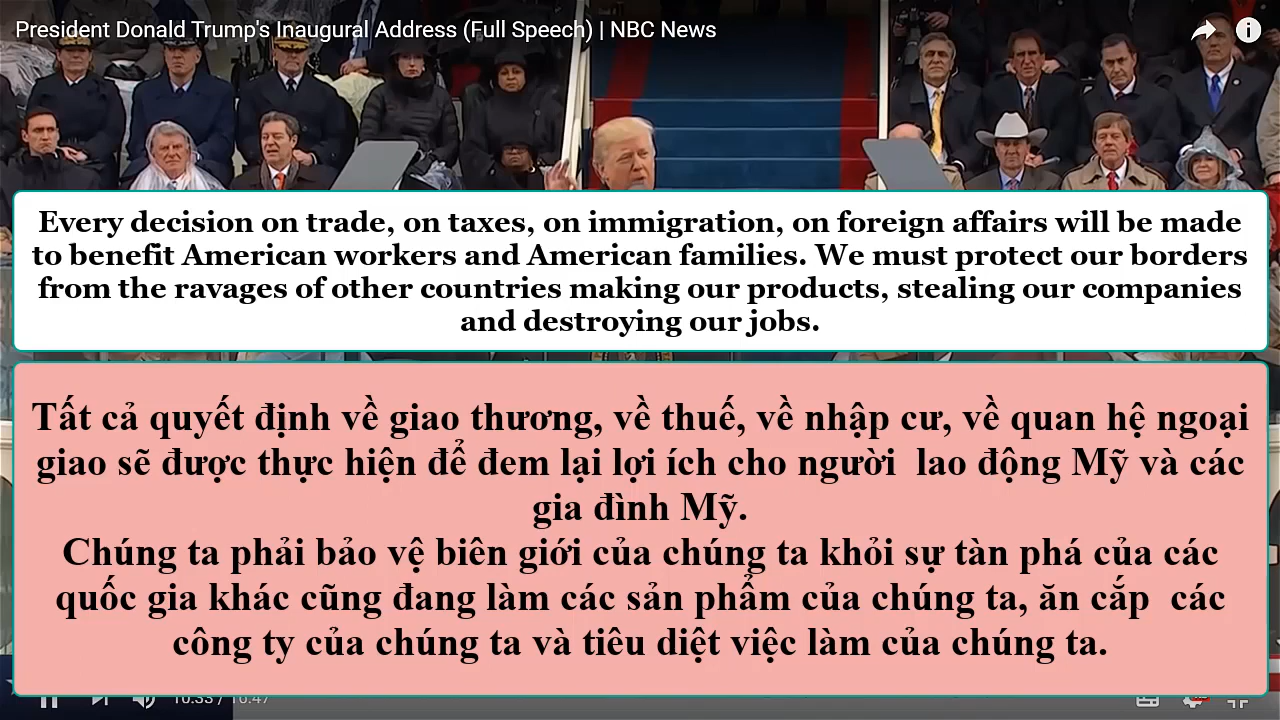 President Donald Trump's Inaugural Address (Full Speech) | NBC News
Every decision on trade, on taxes, on immigration, on foreign affairs will be made
to benefit American workers and American families. We must protect our borders
from the ravages of other countries making our products, stealing our companies
and destroying our jobs.
Tất cả quyết định về giao thương, về thuế, về nhập cư, về quan hệ ngoại
giao sẽ được thực hiện để đem lại lợi ích cho người lao động Mỹ và các
gia đình Mỹ.
Chúng ta phải bảo vệ biên giới của chúng ta khỏi sự tàn phá của các
quốc gia khác cũng đang làm các sản phẩm của chúng ta, ăn cắp các
công ty của chúng ta và tiêu diệt việc làm của chúng ta.